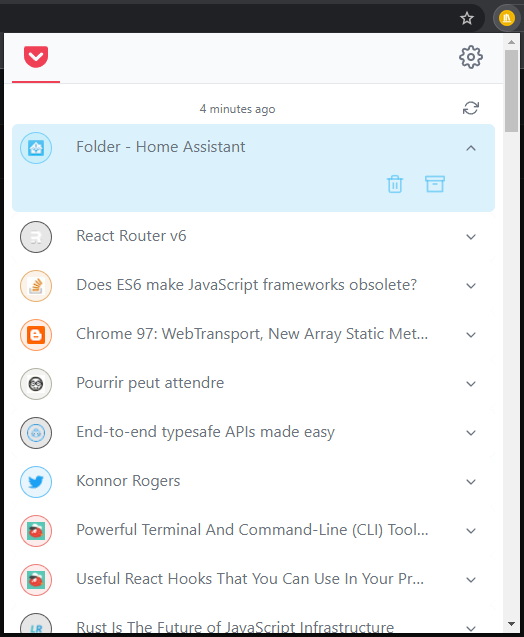 4 minutes ago
Folder - Home Assistant
React Router v6
Does ES6 make JavaScript frameworks obsolete?
Chrome 97: WebTransport, New Array Static Met...
Pourrir peut attendre
End-to-end typesafe APIs made easy
Konnor Rogers
Powerful Terminal And Command-Line (CLI) Tool...
Useful React Hooks That You Can Use In Your Pr...
LR Rust Is The Future of JavaScript Infrastructure